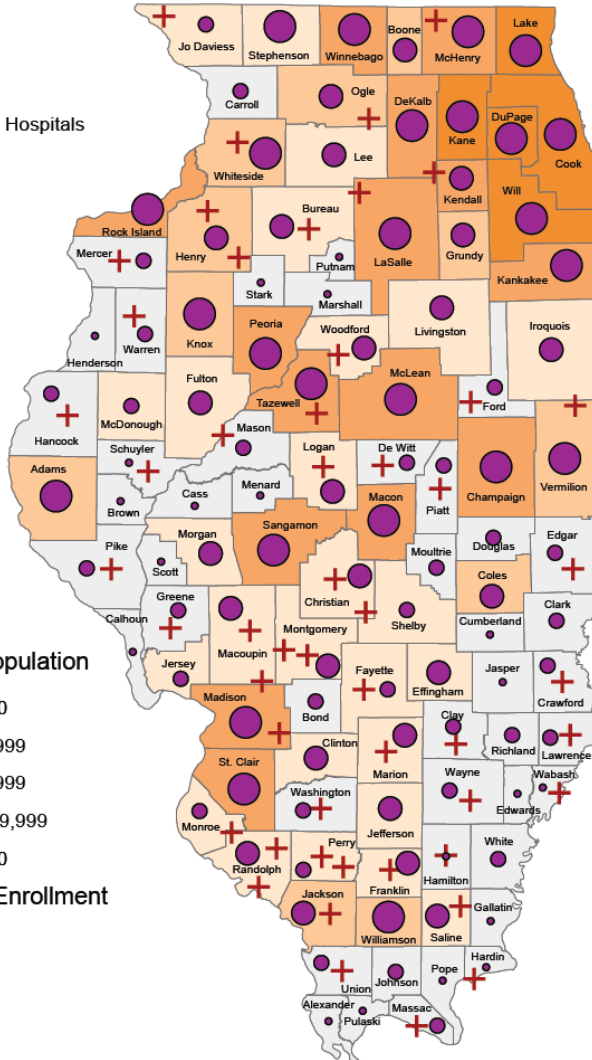 Lake
Boone
Jo Daviess
Stephenson
Winnebago
McHenry
Carroll
Ogle
DeKalb
Kane
DuPage
Cook
Hospitals
Whiteside
Lee
Kendall
Will
Rock Island
Bureau
Henry
LaSalle
Grundy
Mercer
Putnam
Kankakee
Stark
Marshall
Warren
Henderson
Knox
Peoria
Woodford
Livingston
Iroquois
Fulton
McLean
Tazewell
McDonough
Ford
Hancock
Mason
Schuyler
Logan
De Witt
Adams
Menard
Piatt
Champaign
Vermilion
Brown
Cass
Macon
Sangamon
Morgan
Pike
Scott
Moultrie
Douglas
Edgar
Coles
Greene
Christian
Calhoun
Shelby
Cumberland
Clark
Macoupin
Montgomery
opulation
Jersey
Fayette
Effingham
Jasper
Crawford
Madison
0
Bond
Clay
999
Clinton
Richland
Lawrence
St. Clair
Marion
Wayne
Wabash
999
Washington
Edwards
Monroe
Jefferson
9,999
Perry
White
Randolph
Franklin
Hamilton
0
Enrollment
Jackson
Gallatin
Williamson
Saline
Hardin
Union
Johnson
Pope
Alexander
Pulaski
Massac